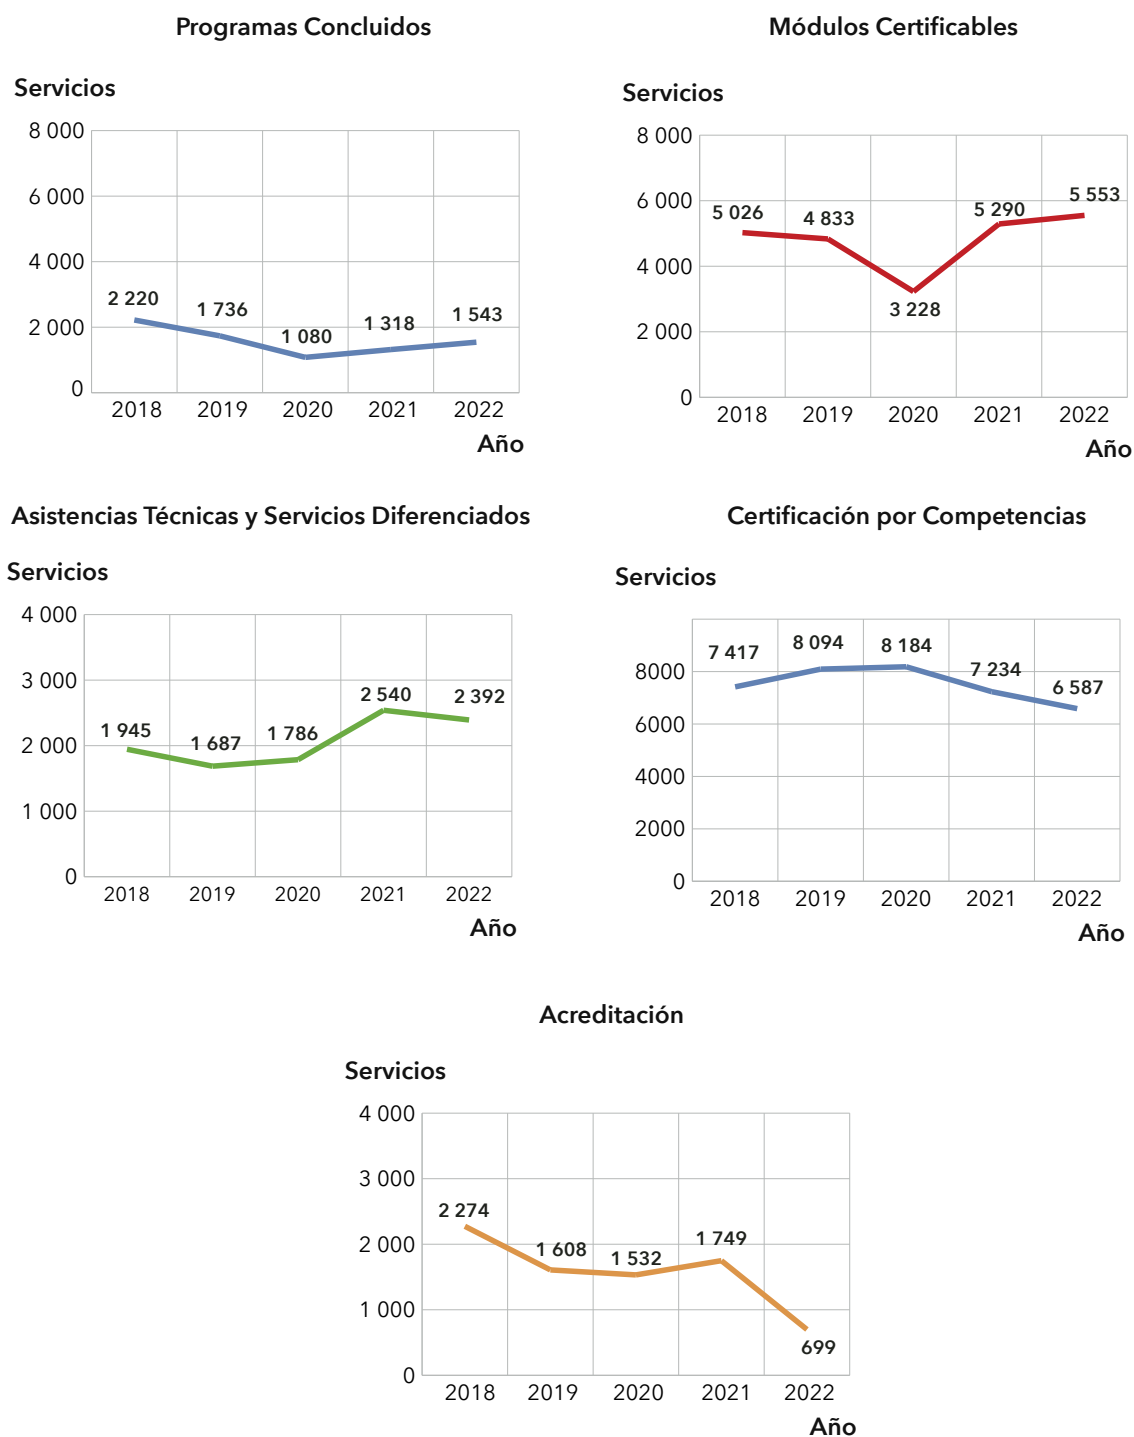 Programas Concluidos
Servicios
8 000
6 000
4 000
2 000
0
2 220
1 736
1 080
1 318
1 543
2018 2019 2020 2021 2022
Año
Módulos Certificables
Servicios
8 000
6 000
4 000
2 000
0
5 026
4 833
3 228
5 290
5 553
2018 2019 2020 2021 2022
Año
Asistencias Técnicas y Servicios Diferenciados
Servicios
4 000
3 000
2 000
1 000
0
1 945
1 687
1 786
2 540
2 392
2018 2019 2020 2021 2022
Año
Certificación por Competencias
Servicios
8000
6000
4000
2000
0
7 417
8 094
8 184
7 234
6 587
2018 2019 2020 2021 2022
Año
Acreditación
Servicios
4 000
3 000
2 000
1 000
0
2 274
1 608
1 532
1 749
699
2018 2019 2020 2021 2022
Año